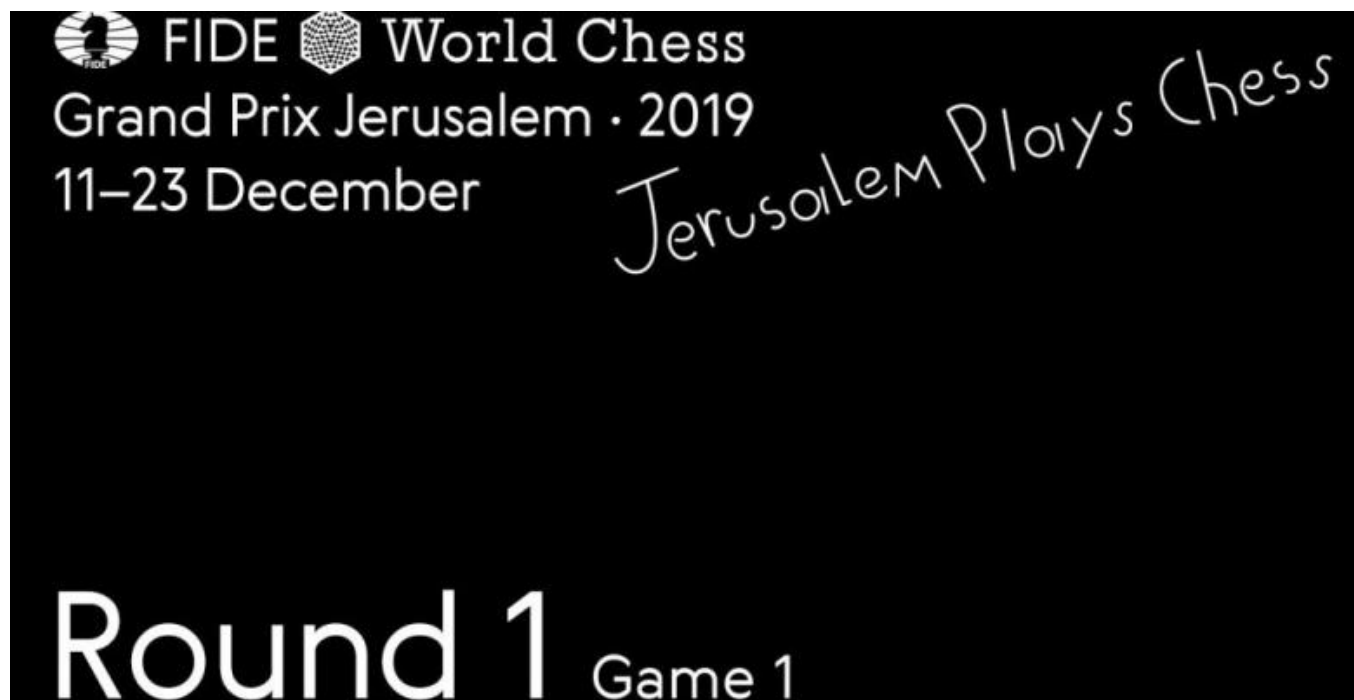 FIDE World Chess
Grand Prix Jerusalem · 2019
11–23 December
Jerusalem Plays Chess
Round 1 Game 1